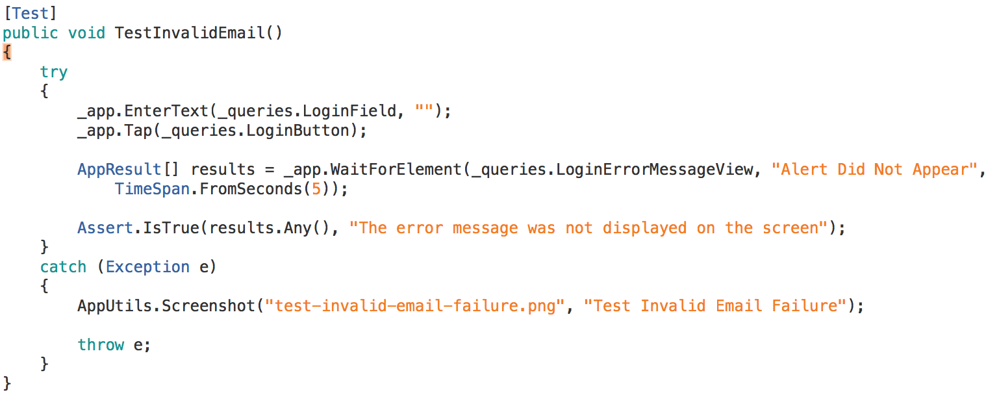 [Test]
public void TestInvalidEmail()
{
    try
    {
        _app.EnterText(_queries.LoginField, "");
        _app.Tap(_queries.LoginButton);

        AppResult[] results = _app.WaitForElement(_queries.LoginErrorMessageView, "Alert Did Not Appear",
            TimeSpan.FromSeconds(5));

        Assert.IsTrue(results.Any(), "The error message was not displayed on the screen");
    }
    catch (Exception e)
    {
        AppUtils.Screenshot("test-invalid-email-failure.png", "Test Invalid Email Failure");

        throw e;
    }
}